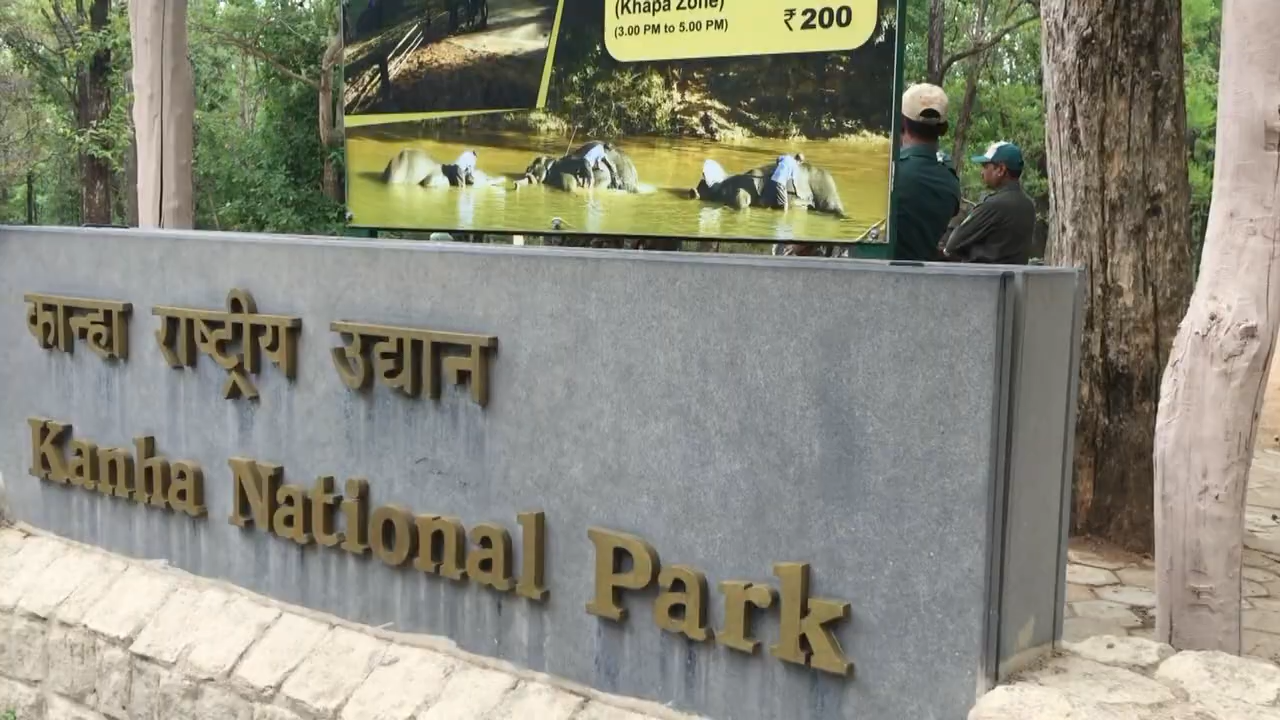 (Khapa Zone)
(3.00 PM to 5.00 PM)
₹200
कान्हा राष्ट्रीय उद्यान
Kanha National Park